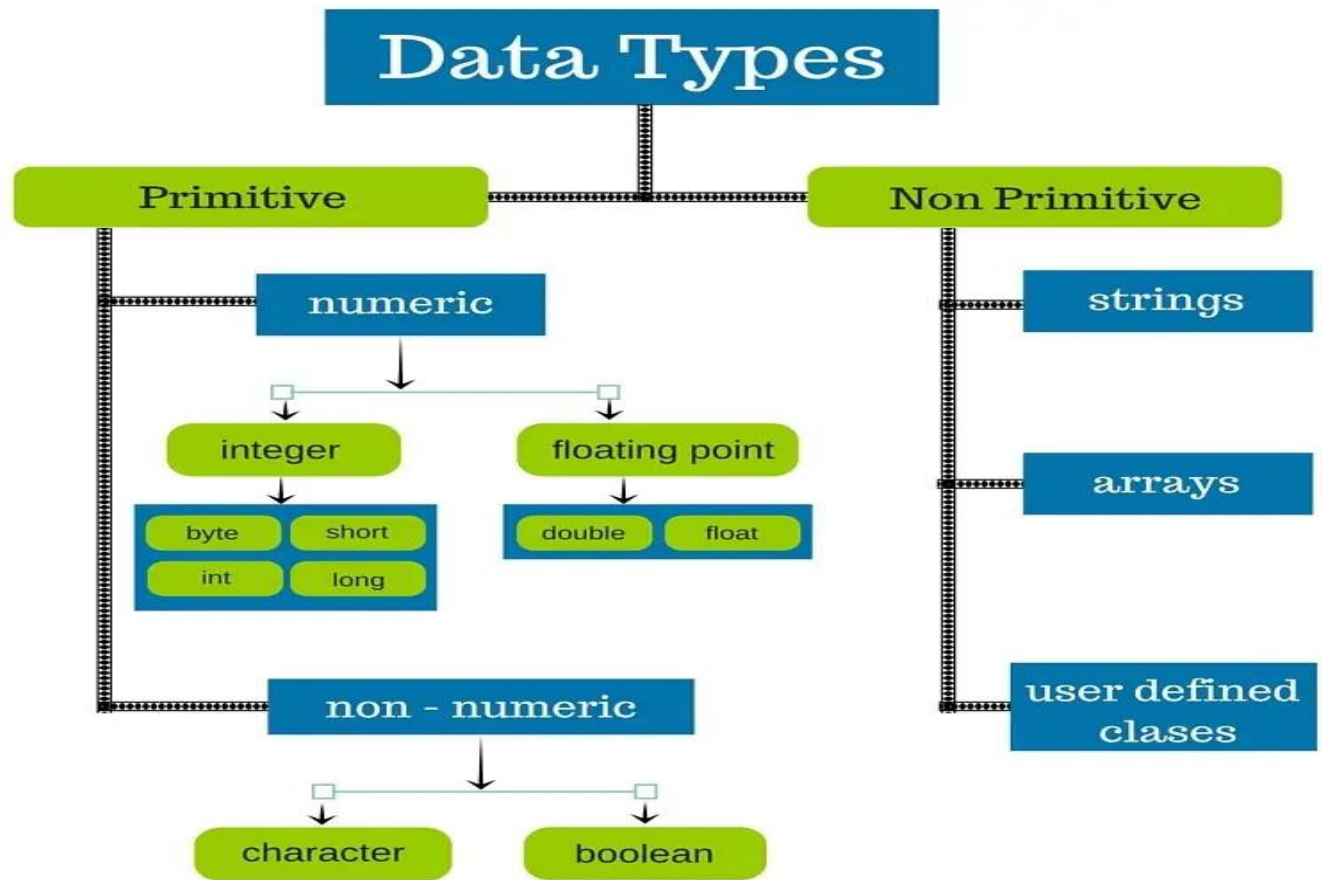 Data Types
Primitive
Non Primitive
numeric
strings
integer
floating point
arrays
byte
short
double
float
int
long
non - numeric
user defined
clases
character
boolean